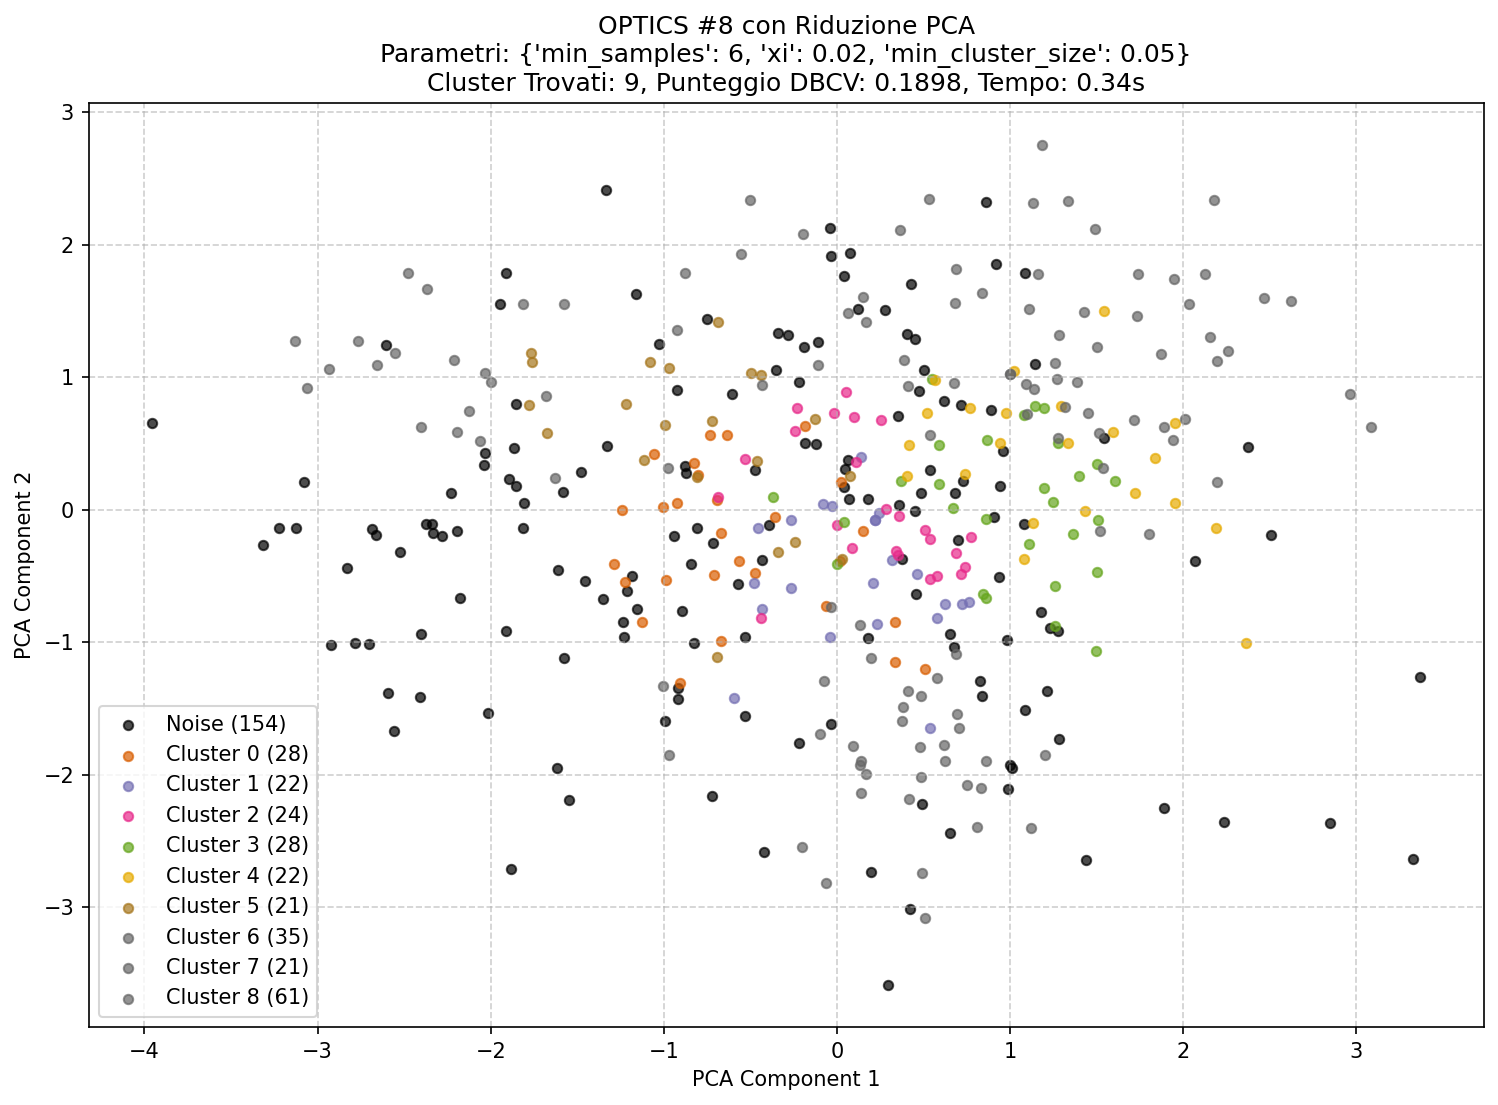 OPTICS #8 con Riduzione PCA
Parametri: {'min_samples': 6, 'xi': 0.02, 'min_cluster_size': 0.05}
Cluster Trovati: 9, Punteggio DBCV: 0.1898, Tempo: 0.34s
3
2
1
0
−1
−2
−3
PCA Component 2
Noise (154)
Cluster 0 (28)
Cluster 1 (22)
Cluster 2 (24)
Cluster 3 (28)
Cluster 4 (22)
Cluster 5 (21)
Cluster 6 (35)
Cluster 7 (21)
Cluster 8 (61)
−4 −3 −2 −1 0 1 2 3
PCA Component 1